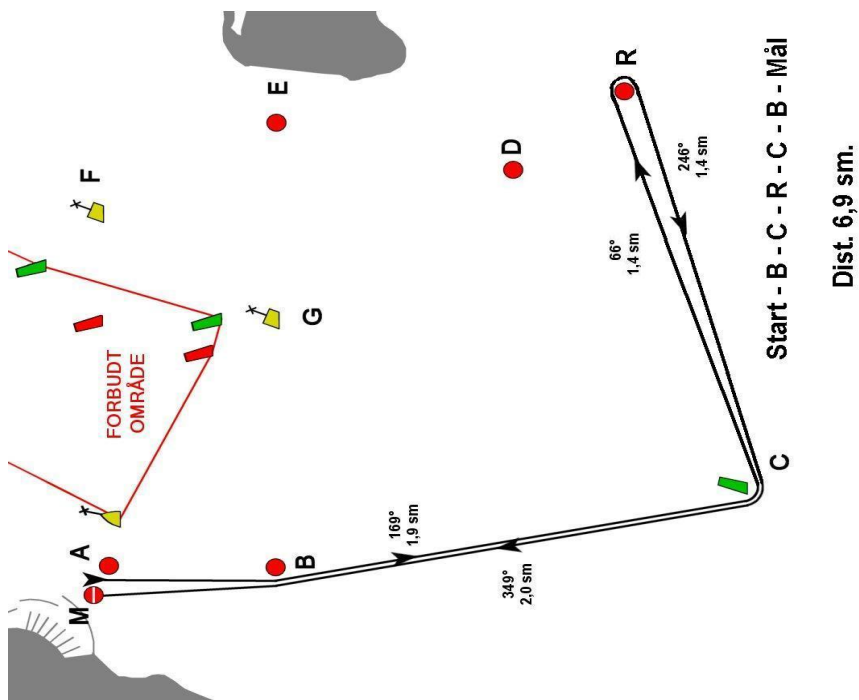 R
E
D
F
G
FORBUDT
OMRÅDE
A
M
B
C
246°
1,4 sm
66°
1,4 sm
169°
1,9 sm
349°
2,0 sm
Start - B - C - R - C - B - Mål
Dist. 6,9 sm.